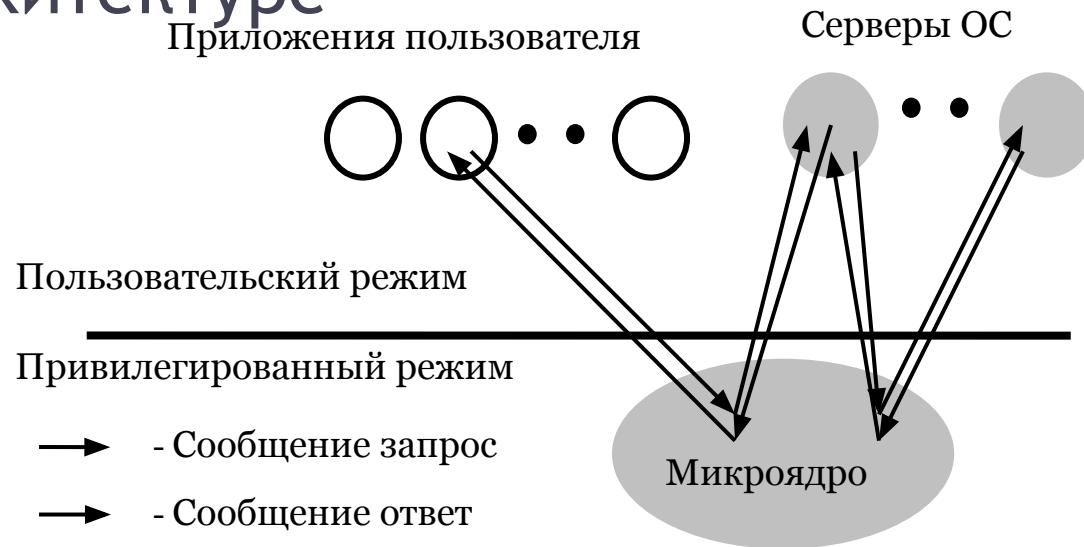 Приложения пользователя
Серверы ОС
Пользовательский режим
Привилегированный режим
- Сообщение запрос
- Сообщение ответ
Микроядро